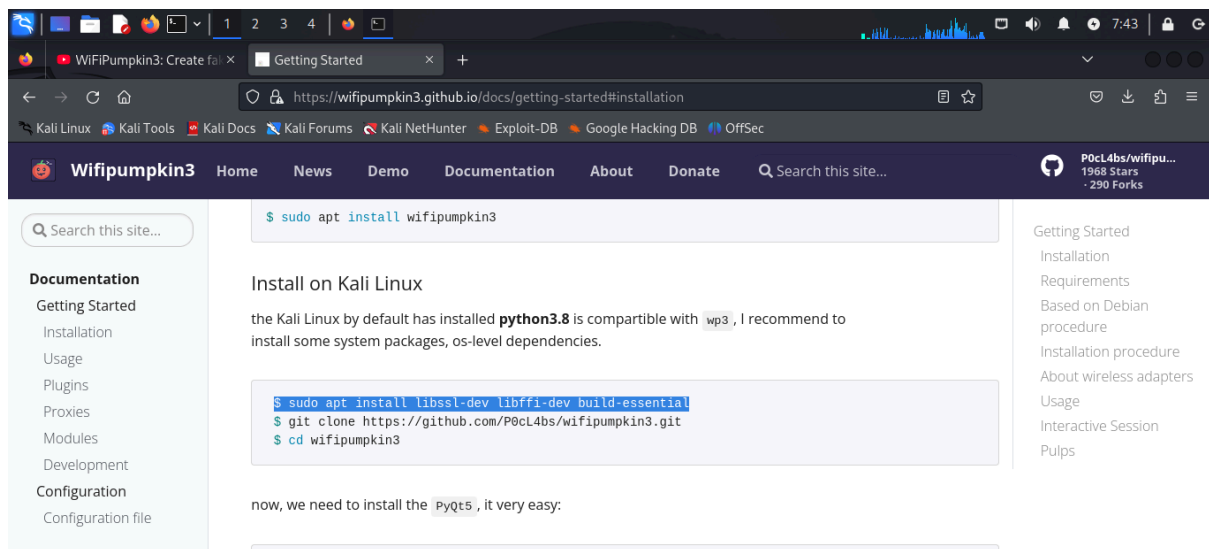 1 2 3 4 7:43
WiFiPumpkin3: Create fak
Getting Started
https://wifipumpkin3.github.io/docs/getting-started#installation
Kali Linux Kali Tools Kali Docs Kali Forums Kali NetHunter Exploit-DB Google Hacking DB OffSec
Wifipumpkin3 Home News Demo Documentation About Donate Search this site...
P0cL4bs/wifipu...
1968 Stars
· 290 Forks
Search this site...
Documentation
Getting Started
Installation
Usage
Plugins
Proxies
Modules
Development
Configuration
Configuration file
$ sudo apt install wifipumpkin3
Install on Kali Linux
the Kali Linux by default has installed python3.8 is compartible with wp3 , I recommend to
install some system packages, os-level dependencies.
$ sudo apt install libssl-dev libffi-dev build-essential
$ git clone https://github.com/P0cL4bs/wifipumpkin3.git
$ cd wifipumpkin3
now, we need to install the PyQt5 , it very easy:
Getting Started
Installation
Requirements
Based on Debian
procedure
Installation procedure
About wireless adapters
Usage
Interactive Session
Pulps